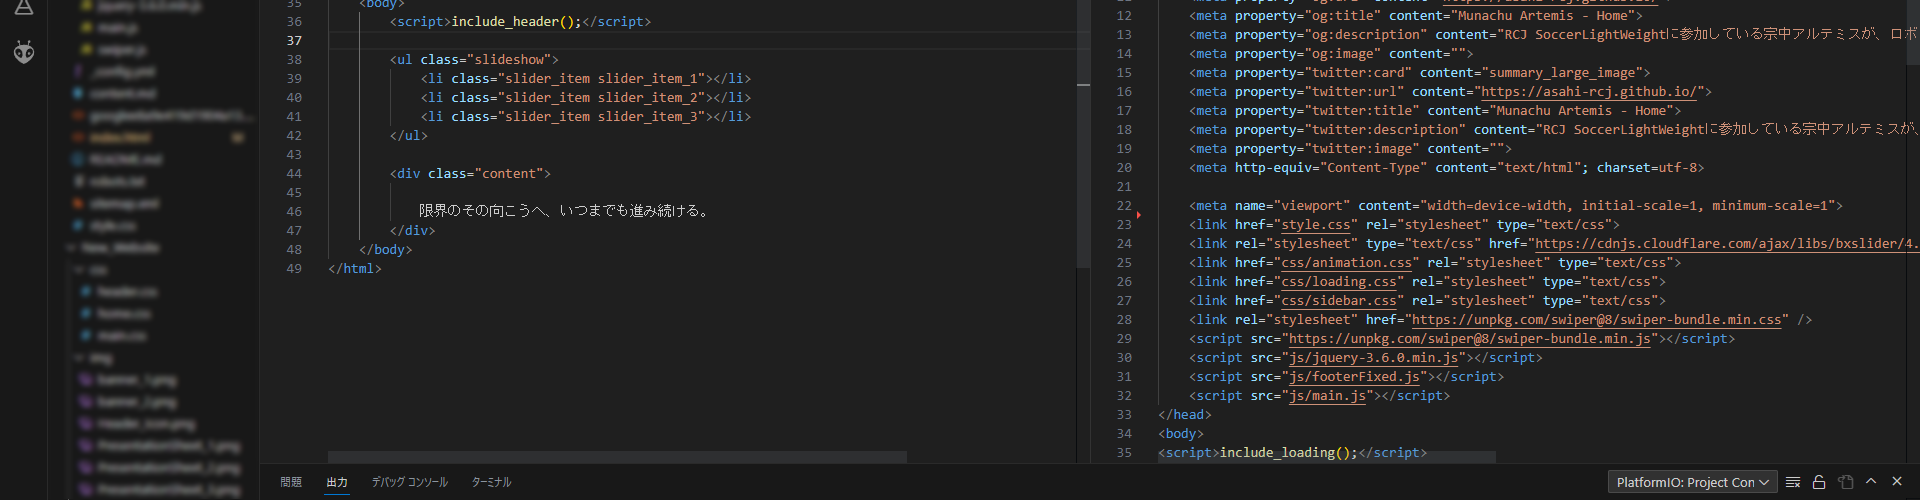 35 <body>
36 <script>include_header();</script>
37
38 <ul class="slideshow">
39 <li class="slider_item slider_item_1"></li>
40 <li class="slider_item slider_item_2"></li>
41 <li class="slider_item slider_item_3"></li>
42 </ul>
43
44 <div class="content">
45
46 限界のその向こうへ、いつまでも進み続ける。
47 </div>
48 </body>
49 </html>
12 <meta property="og:title" content="Munachu Artemis - Home">
13 <meta property="og:description" content="RCJ SoccerLightWeightに参加している宗中アルテミスが、ロボ
14 <meta property="og:image" content="">
15 <meta property="twitter:card" content="summary_large_image">
16 <meta property="twitter:url" content="https://asahi-rcj.github.io/">
17 <meta property="twitter:title" content="Munachu Artemis - Home">
18 <meta property="twitter:description" content="RCJ SoccerLightWeightに参加している宗中アルテミスが、
19 <meta property="twitter:image" content="">
20 <meta http-equiv="Content-Type" content="text/html"; charset=utf-8>
21
22 <meta name="viewport" content="width=device-width, initial-scale=1, minimum-scale=1">
23 <link href="style.css" rel="stylesheet" type="text/css">
24 <link rel="stylesheet" type="text/css" href="https://cdnjs.cloudflare.com/ajax/libs/bxslider/4.
25 <link href="css/animation.css" rel="stylesheet" type="text/css">
26 <link href="css/loading.css" rel="stylesheet" type="text/css">
27 <link href="css/sidebar.css" rel="stylesheet" type="text/css">
28 <link rel="stylesheet" href="https://unpkg.com/swiper@8/swiper-bundle.min.css" />
29 <script src="https://unpkg.com/swiper@8/swiper-bundle.min.js"></script>
30 <script src="js/jquery-3.6.0.min.js"></script>
31 <script src="js/footerFixed.js"></script>
32 <script src="js/main.js"></script>
33 </head>
34 <body>
35 <script>include_loading();</script>
問題 出力 デバッグ コンソール ターミナル
PlatformIO: Project Con